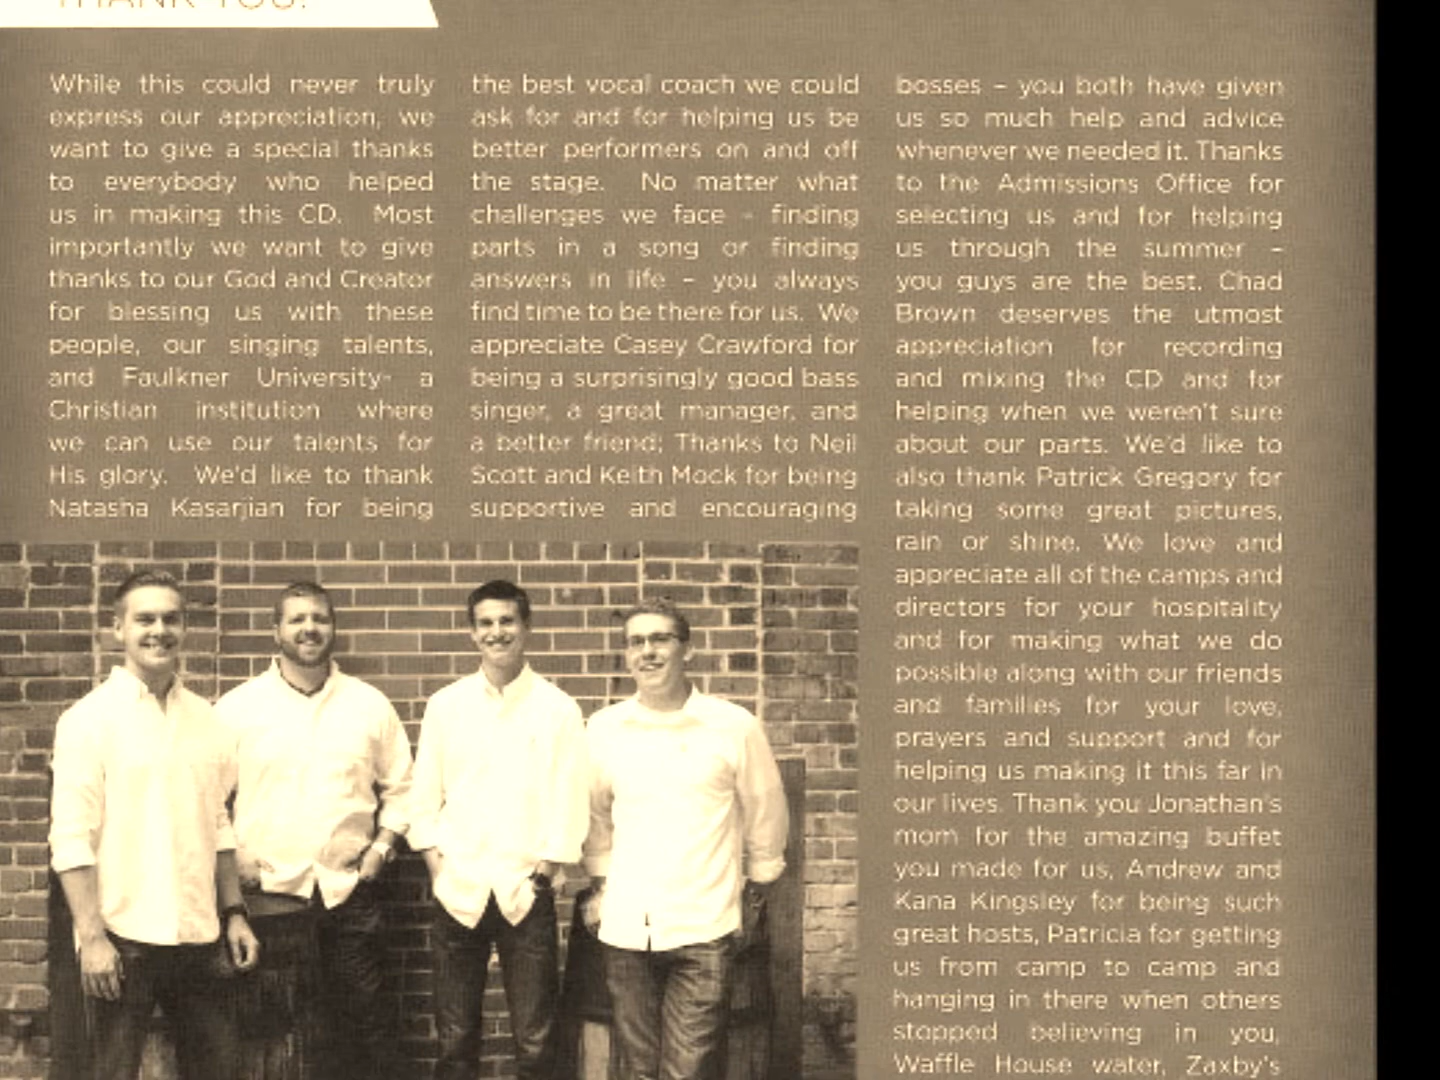 THANK YOU!
While this could never truly
express our appreciation, we
want to give a special thanks
to everybody who helped
us in making this CD. Most
importantly we want to give
thanks to our God and Creator
for blessing us with these
people, our singing talents,
and Faulkner University- a
Christian institution where
we can use our talents for
His glory. We'd like to thank
Natasha Kasarjian for being
the best vocal coach we could
ask for and for helping us be
better performers on and off
the stage. No matter what
challenges we face - finding
parts in a song or finding
answers in life – you always
find time to be there for us. We
appreciate Casey Crawford for
being a surprisingly good bass
singer, a great manager, and
a better friend; Thanks to Neil
Scott and Keith Mock for being
supportive and encouraging
bosses – you both have given
us so much help and advice
whenever we needed it. Thanks
to the Admissions Office for
selecting us and for helping
us through the summer –
you guys are the best. Chad
Brown deserves the utmost
appreciation for recording
and mixing the CD and for
helping when we weren't sure
about our parts. We'd like to
also thank Patrick Gregory for
taking some great pictures,
rain or shine. We love and
appreciate all of the camps and
directors for your hospitality
and for making what we do
possible along with our friends
and families for your love,
prayers and support and for
helping us making it this far in
our lives. Thank you Jonathan's
mom for the amazing buffet
you made for us, Andrew and
Kana Kingsley for being such
great hosts, Patricia for getting
us from camp to camp and
hanging in there when others
stopped believing in you,
Waffle House water, Zaxby's